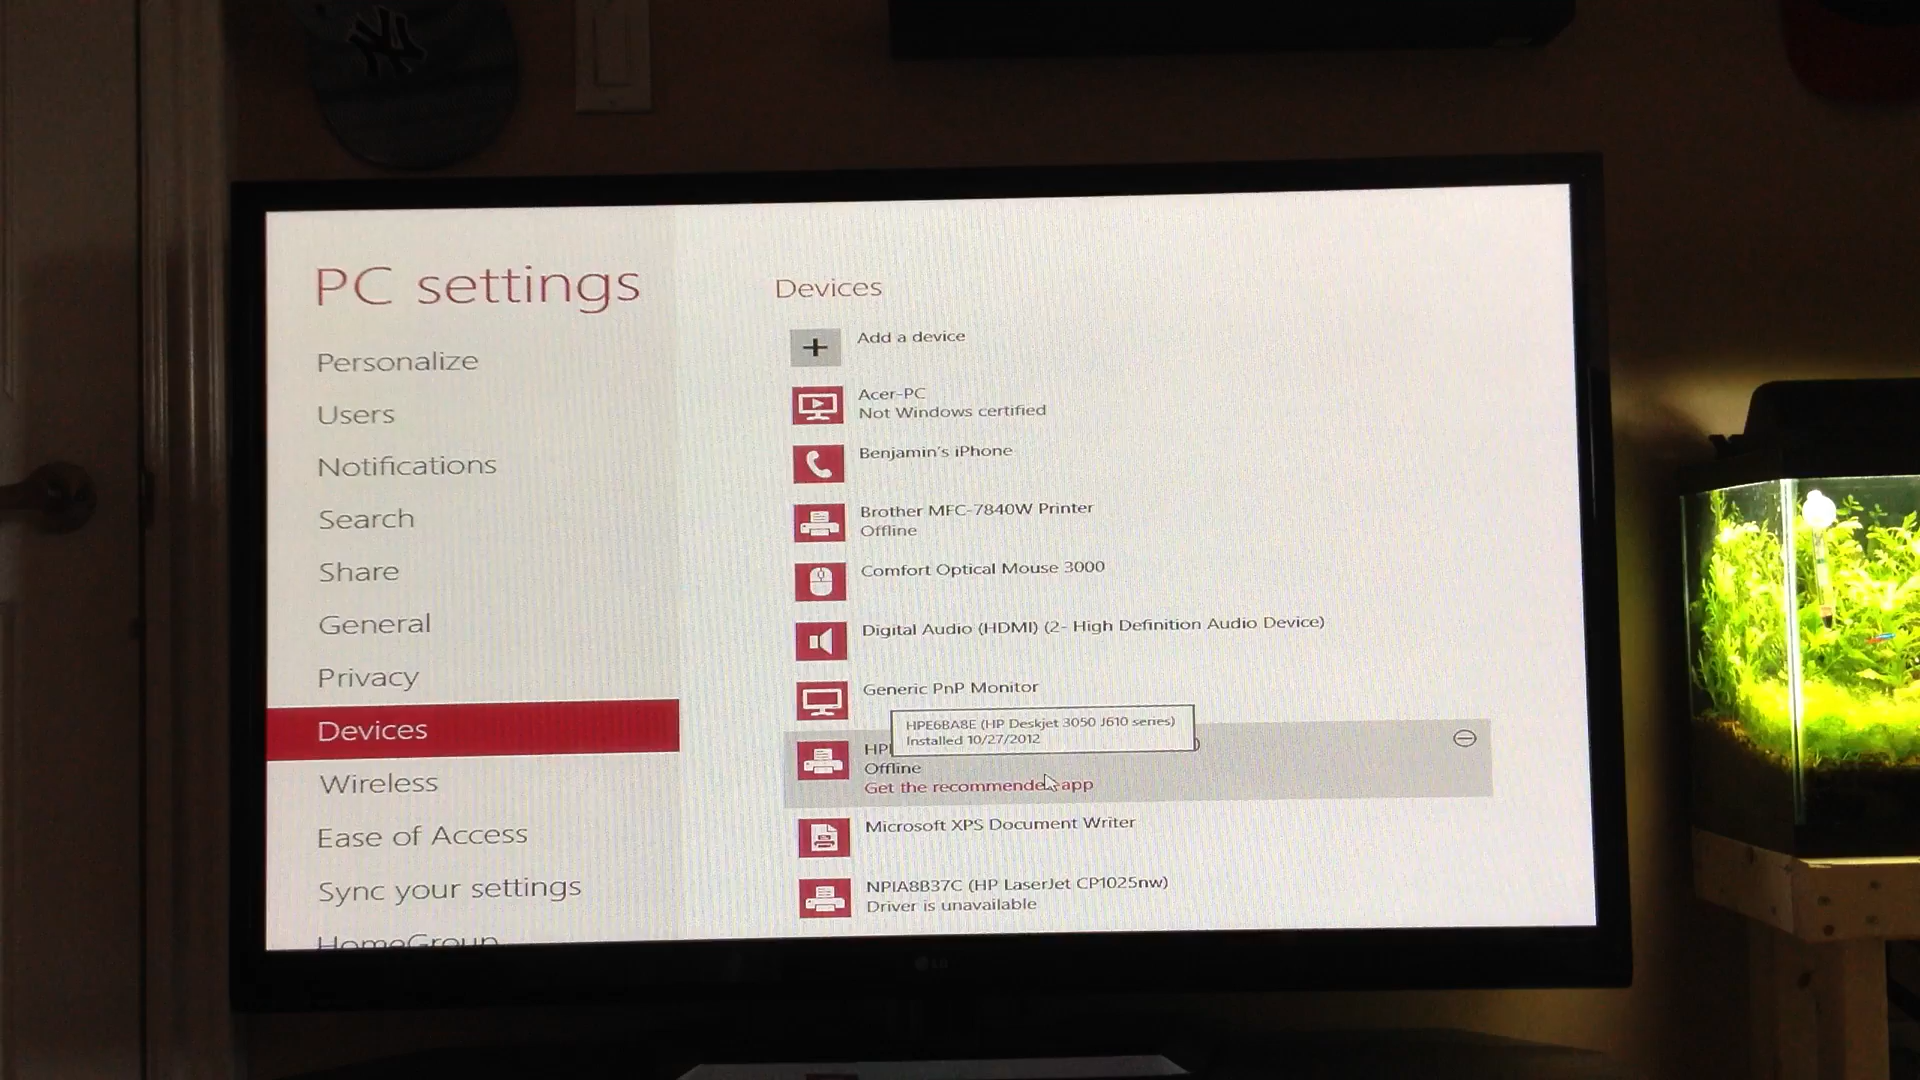 PC settings
Personalize
Users
Notifications
Search
Share
General
Privacy
Devices
Wireless
Ease of Access
Sync your settings
HomeGroup
Devices
Add a device
Acer-PC
Not Windows certified
Benjamin's iPhone
Brother MFC-7840W Printer
Offline
Comfort Optical Mouse 3000
Digital Audio (HDMI) (2- High Definition Audio Device)
Generic PnP Monitor
HPE6BA8E (HP Deskjet 3050 J610 series)
Installed 10/27/2012
Offline
Get the recommended app
Microsoft XPS Document Writer
NPIA8B37C (HP LaserJet CP1025nw)
Driver is unavailable
LG
NY